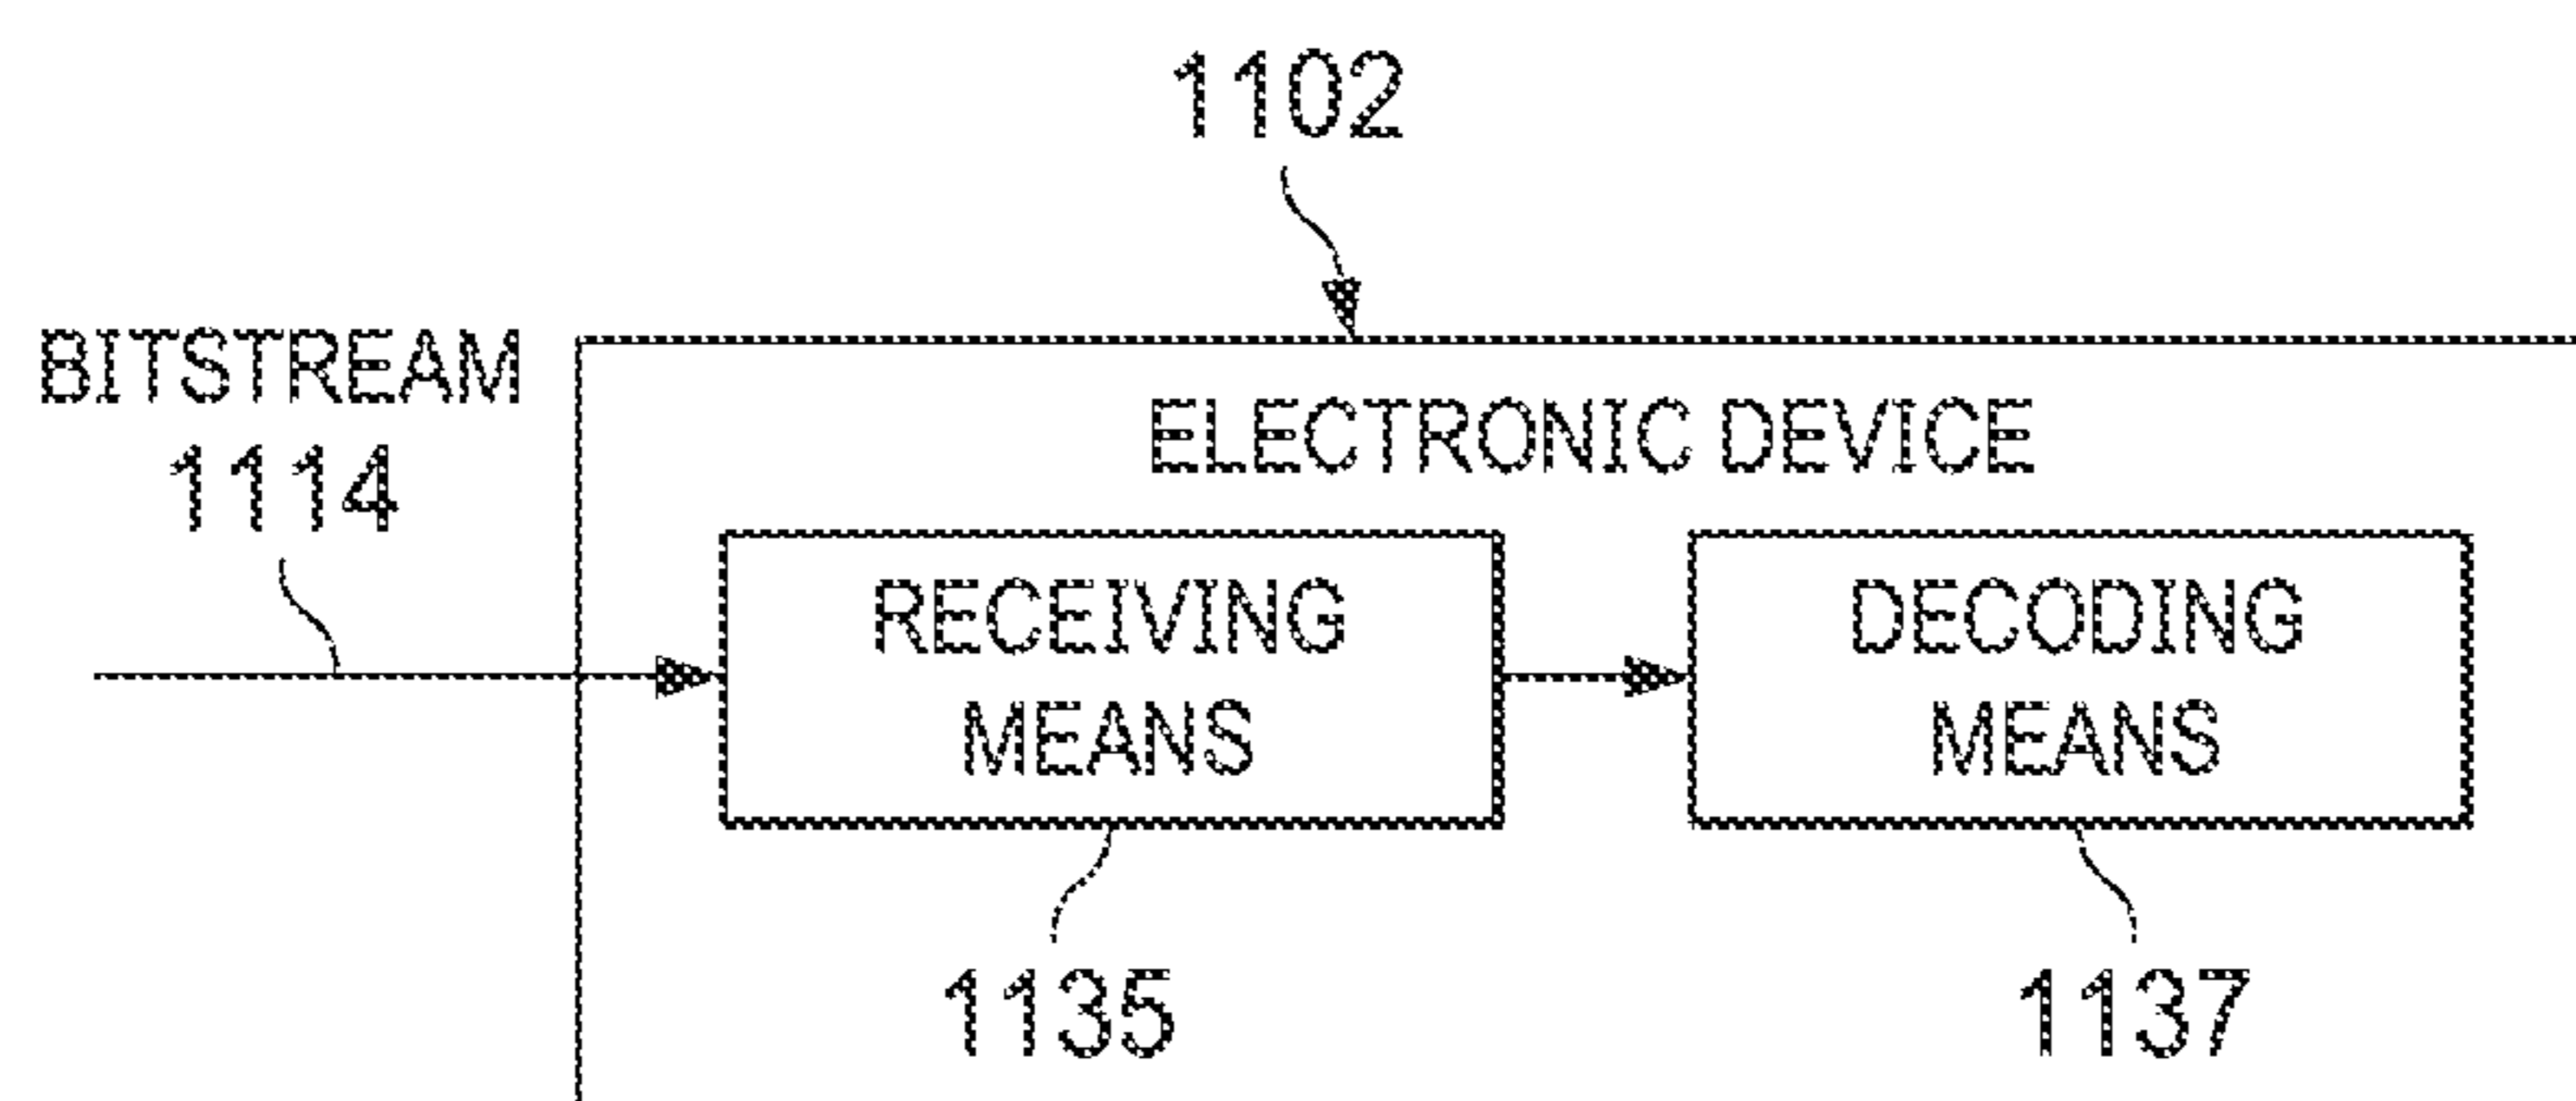 1102
BITSTREAM
1114
ELECTRONIC DEVICE
RECEIVING
MEANS
DECODING
MEANS
1135
1137